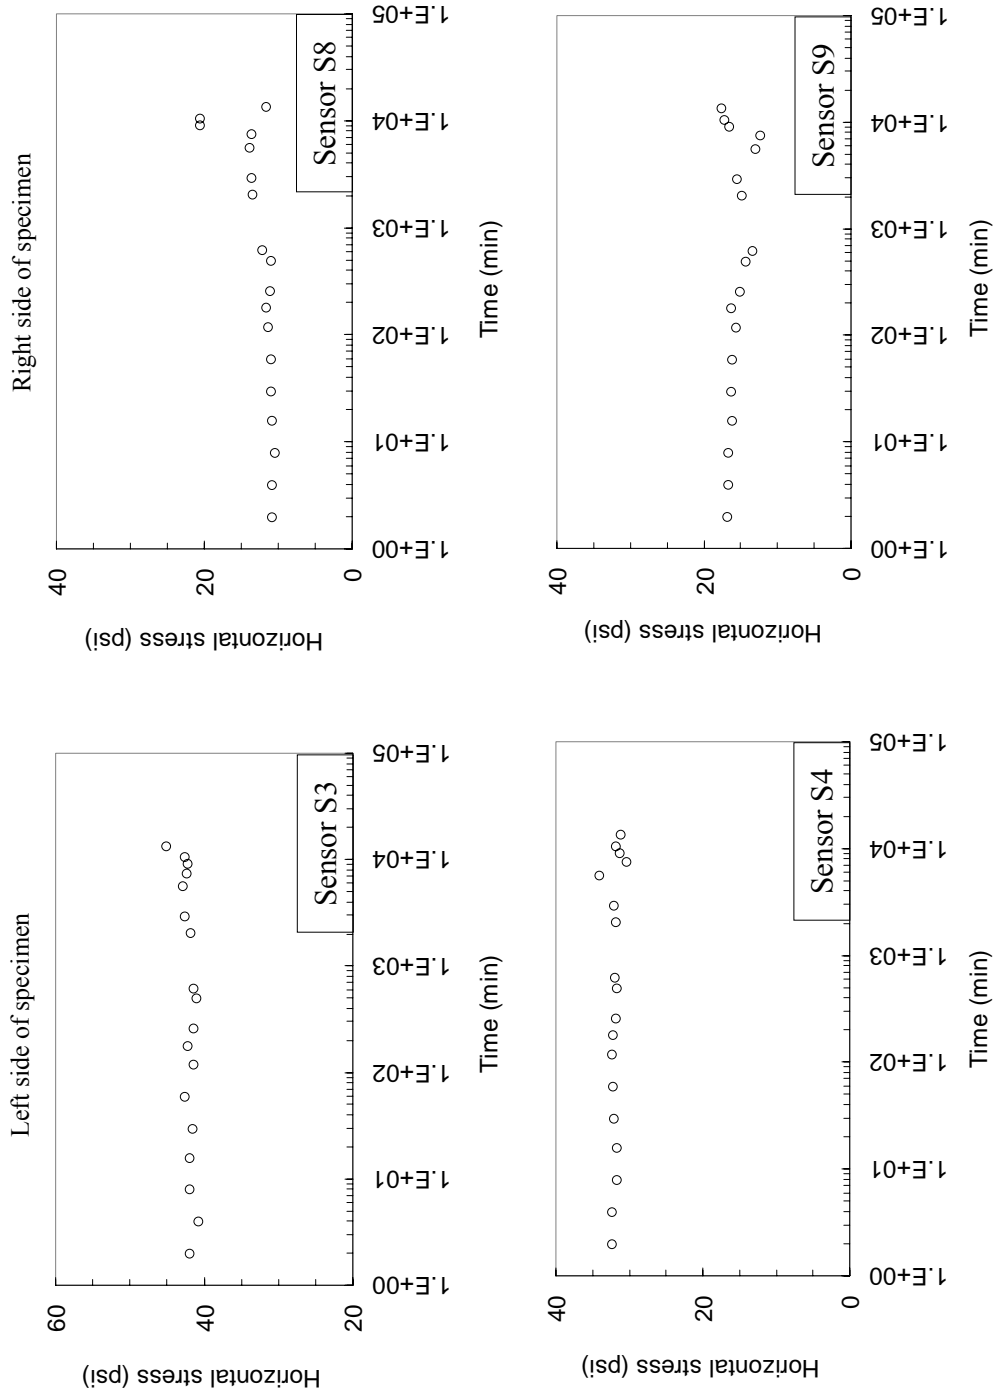 Left side of specimen
Right side of specimen
Horizontal stress (psi)
60
40
20
1.E+00
1.E+01
1.E+02
1.E+03
1.E+04
1.E+05
Time (min)
Sensor S3
Horizontal stress (psi)
40
20
0
1.E+00
1.E+01
1.E+02
1.E+03
1.E+04
1.E+05
Time (min)
Sensor S8
Horizontal stress (psi)
40
20
0
1.E+00
1.E+01
1.E+02
1.E+03
1.E+04
1.E+05
Time (min)
Sensor S4
Horizontal stress (psi)
40
20
0
1.E+00
1.E+01
1.E+02
1.E+03
1.E+04
1.E+05
Time (min)
Sensor S9